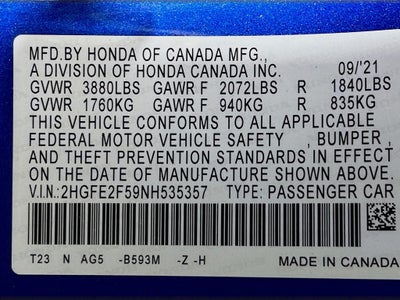 MFD.BY HONDA OF CANADA MFG.,
A DIVISION OF HONDA CANADA INC. 09/'21
GVWR 3880LBS GAWR F 2072LBS R 1840LBS
GVWR 1760KG GAWR F 940KG R 835KG
THIS VEHICLE CONFORMS TO ALL APPLICABLE
FEDERAL MOTOR VEHICLE SAFETY , BUMPER ,
AND THEFT PREVENTION STANDARDS IN EFFECT
ON THE DATE OF MANUFACTURE SHOWN ABOVE.
V.I.N.:2HGFE2F59NH535357 TYPE: PASSENGER CAR
T23 N AG5 -B593M -Z -H MADE IN CANADA